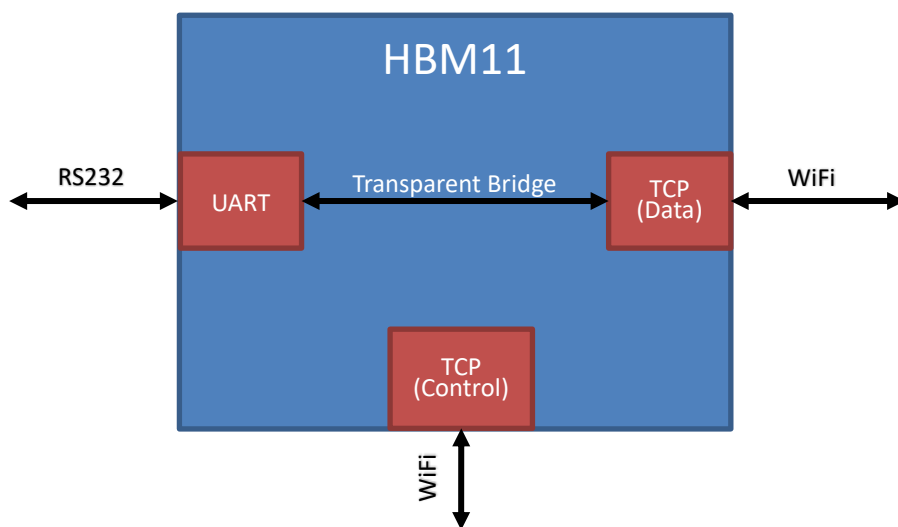 HBM11
RS232
UART
Transparent Bridge
TCP
(Data)
WiFi
TCP
(Control)
WiFi